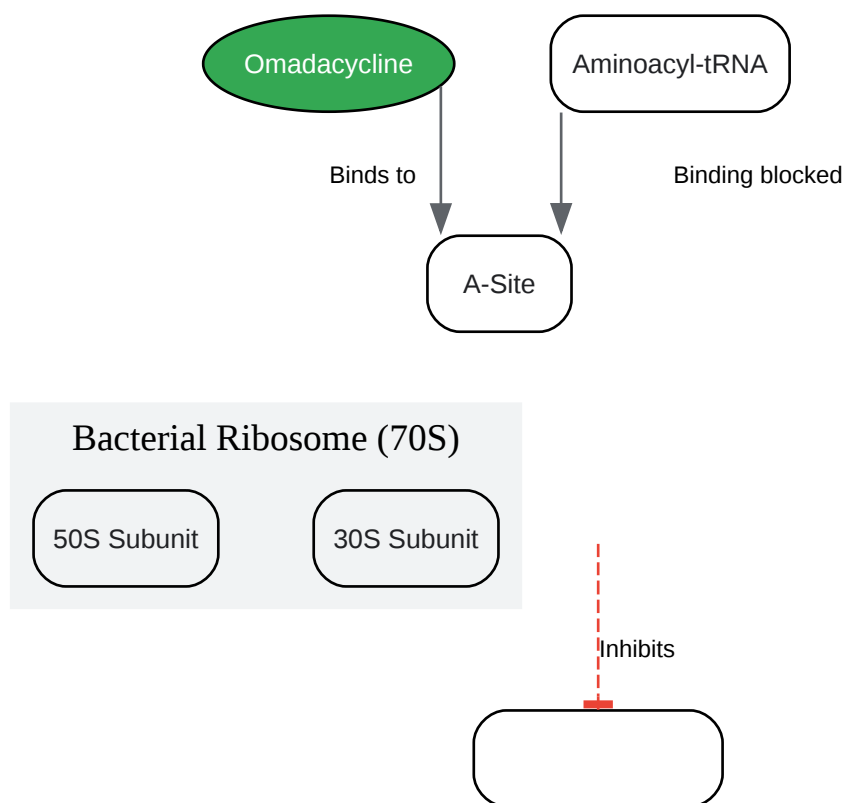 Omadacycline
Aminoacyl-tRNA
Binds to
Binding blocked
A-Site
Bacterial Ribosome (70S)
50S Subunit
30S Subunit
Inhibits